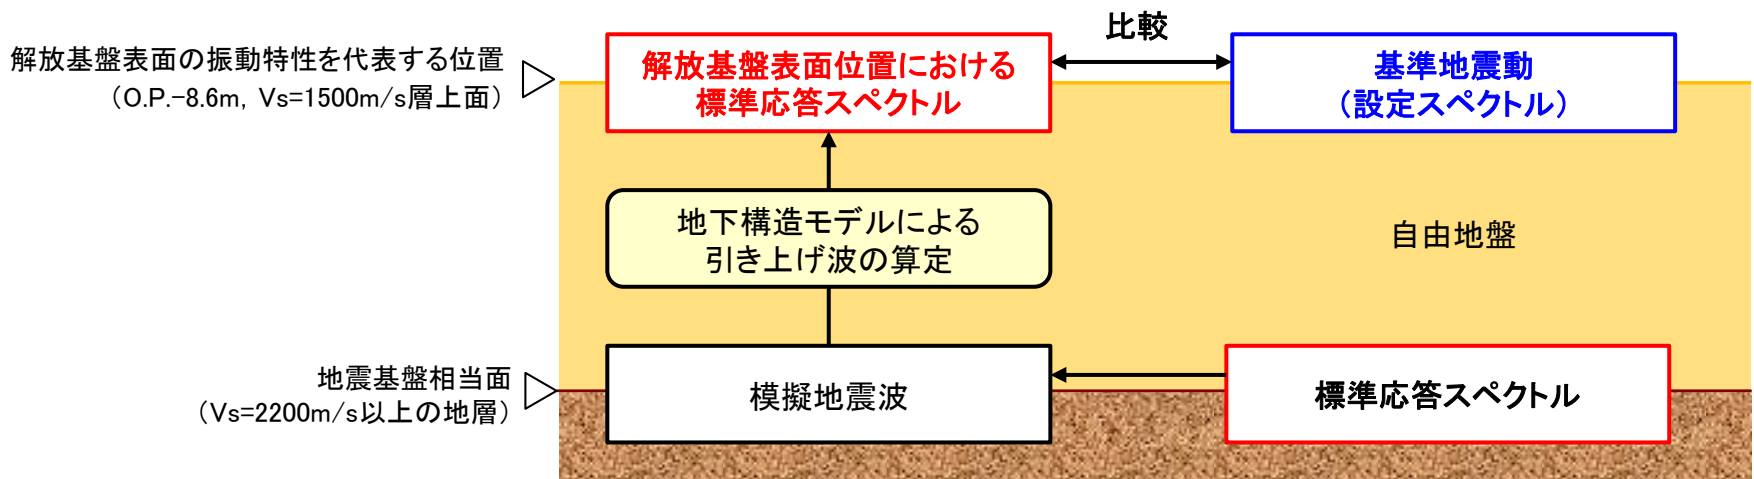 比較
解放基盤表面の振動特性を代表する位置
（O.P.-8.6m, Vs=1500m/s層上面）
解放基盤表面位置における
標準応答スペクトル
基準地震動
（設定スペクトル）
地下構造モデルによる
引き上げ波の算定
自由地盤
地震基盤相当面
（Vs=2200m/s以上の地層）
模擬地震波
標準応答スペクトル